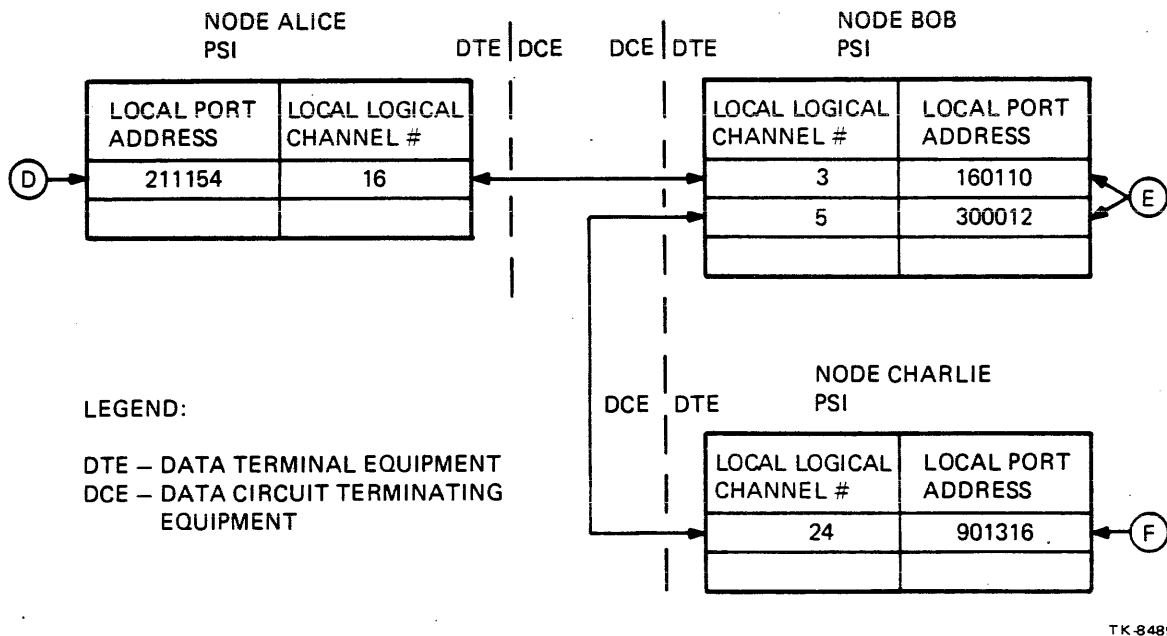 NODE ALICE
PSI
DTE DCE
DCE DTE
NODE BOB
PSI
LOCAL PORT ADDRESS
LOCAL LOGICAL CHANNEL #
LOCAL LOGICAL CHANNEL #
LOCAL PORT ADDRESS
D
211154
16
3
160110
5
300012
E
LEGEND:
DTE – DATA TERMINAL EQUIPMENT
DCE – DATA CIRCUIT TERMINATING
EQUIPMENT
DCE DTE
NODE CHARLIE
PSI
LOCAL LOGICAL CHANNEL #
LOCAL PORT ADDRESS
24
901316
F